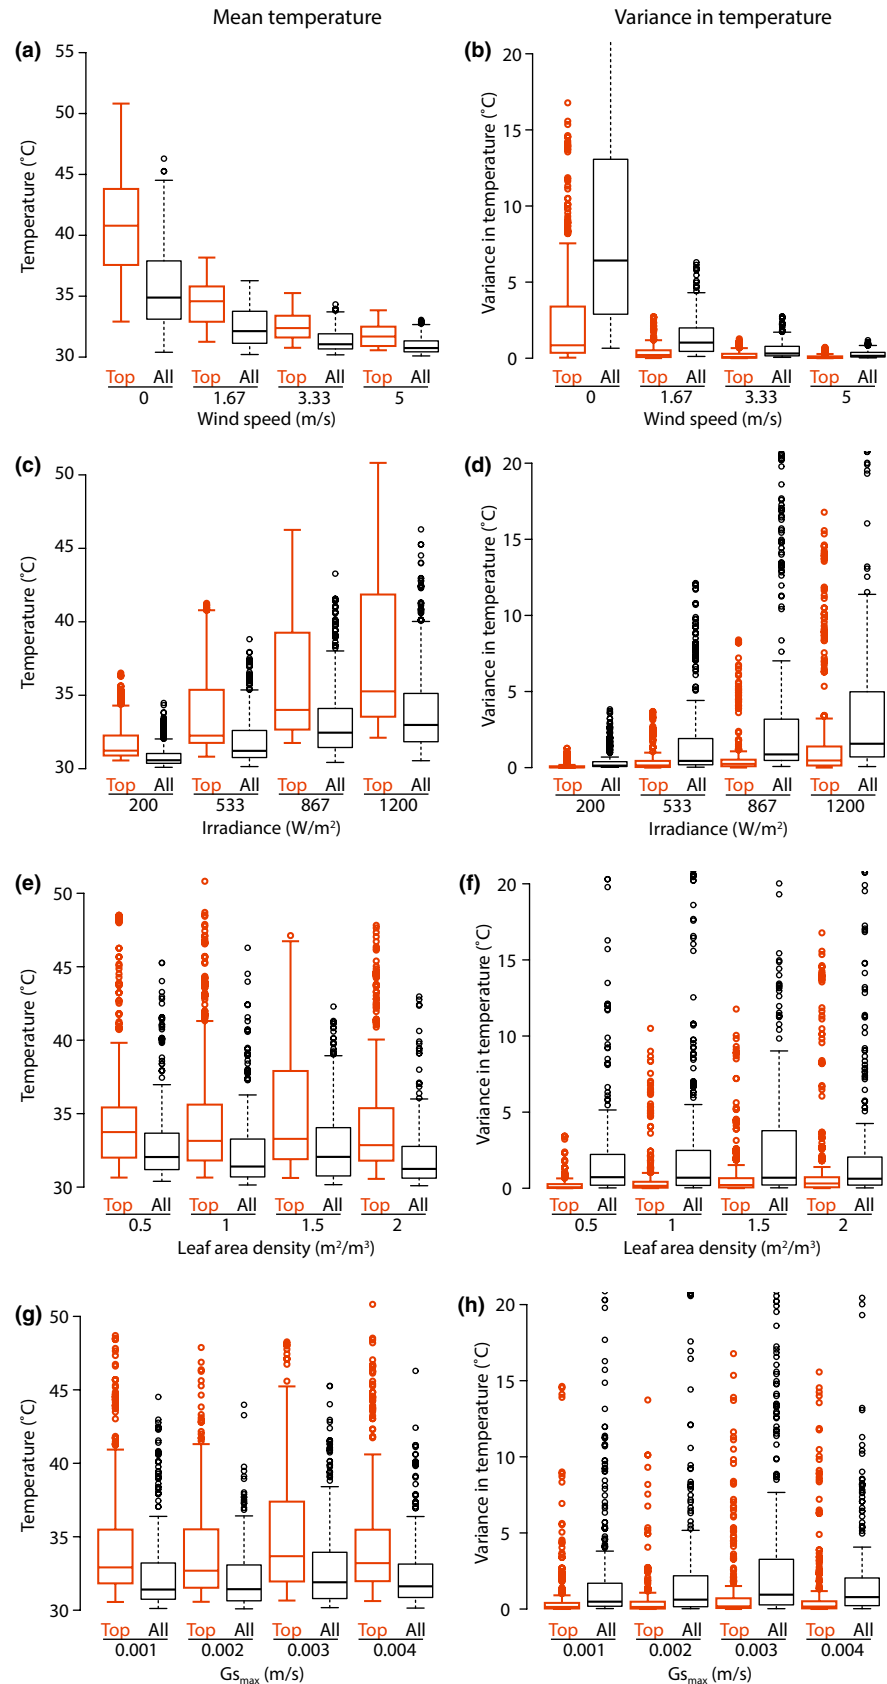 Mean temperature
Variance in temperature
(a)
Temperature (˚C)
55
50
45
40
35
30
Top All Top All Top All Top All
0 1.67 3.33 5
Wind speed (m/s)
(b)
Variance in temperature (˚C)
20
15
10
5
0
Top All Top All Top All Top All
0 1.67 3.33 5
Wind speed (m/s)
(c)
Temperature (˚C)
50
45
40
35
30
Top All Top All Top All Top All
200 533 867 1200
Irradiance (W/m²)
(d)
Variance in temperature (˚C)
20
15
10
5
0
Top All Top All Top All Top All
200 533 867 1200
Irradiance (W/m²)
(e)
Temperature (˚C)
50
45
40
35
30
Top All Top All Top All Top All
0.5 1 1.5 2
Leaf area density (m²/m³)
(f)
Variance in temperature (˚C)
20
15
10
5
0
Top All Top All Top All Top All
0.5 1 1.5 2
Leaf area density (m²/m³)
(g)
Temperature (˚C)
50
45
40
35
30
Top All Top All Top All Top All
0.001 0.002 0.003 0.004
Gsmax (m/s)
(h)
Variance in temperature (˚C)
20
15
10
5
0
Top All Top All Top All Top All
0.001 0.002 0.003 0.004
Gsmax (m/s)